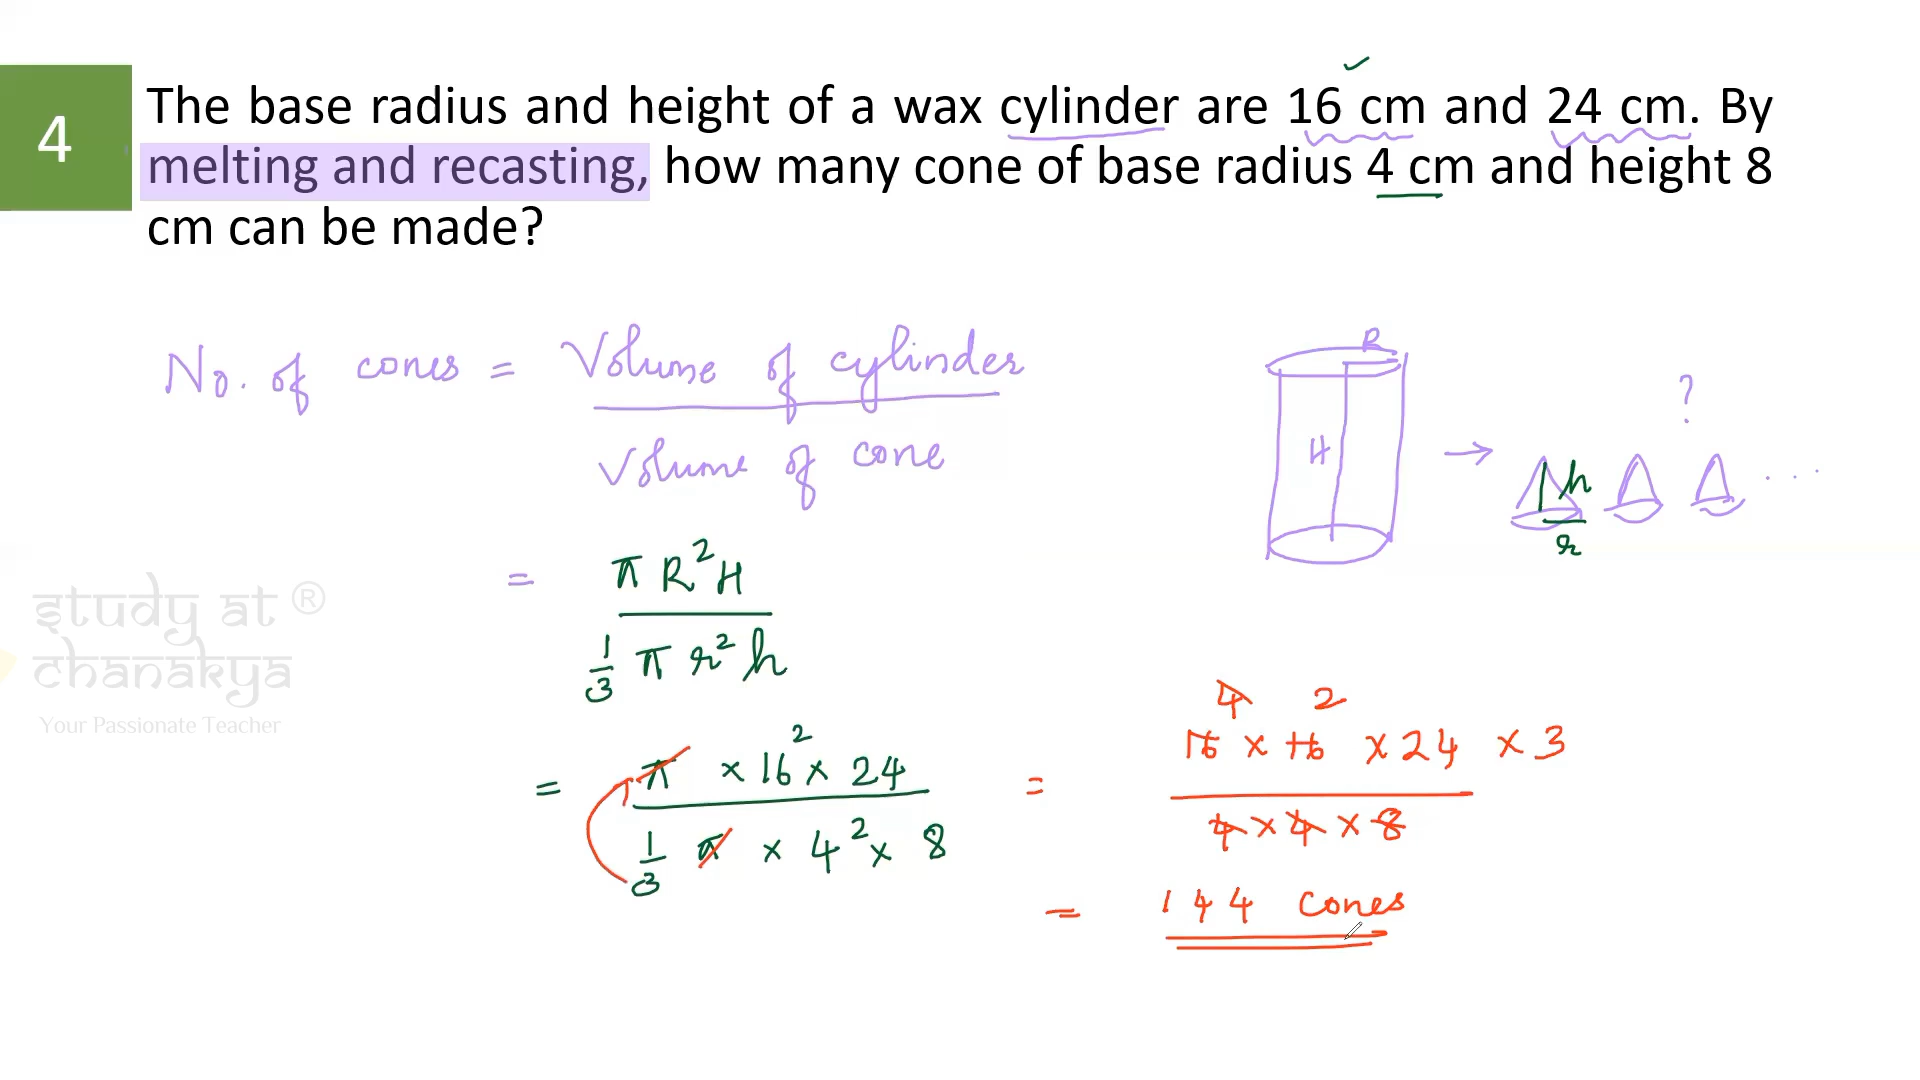 4
The base radius and height of a wax cylinder are 16 cm and 24 cm. By
melting and recasting, how many cone of base radius 4 cm and height 8
cm can be made?
No. of cones = Volume of cylinder
Volume of cone
R
H
→
?
h
r
...
= πR²H
1/3 πr²h
= π × 16² × 24
1/3 π × 4² × 8
4 2
= 16 × 16 × 24 × 3
4 × 4 × 8
= 144 cones
study at ®
chanakya
Your Passionate Teacher